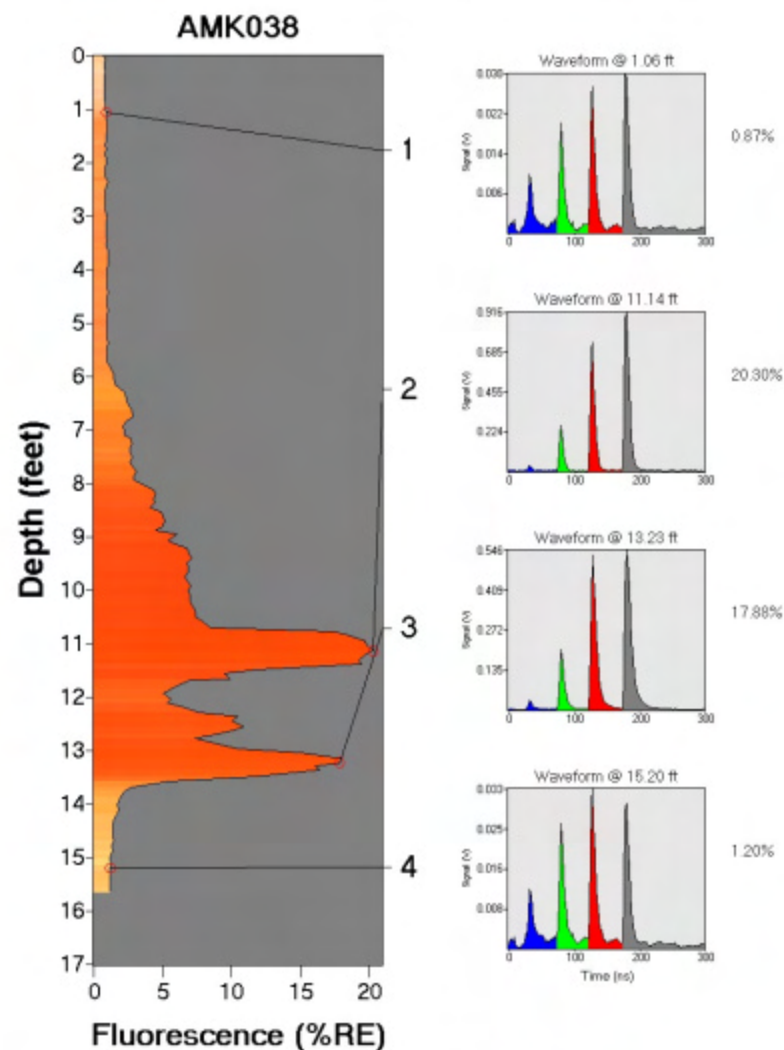 AMK038
0
1
2
3
4
5
6
7
8
9
10
11
12
13
14
15
16
17
Depth (feet)
0 5 10 15 20
Fluorescence (%RE)
1
2
3
4
Waveform @ 1.06 ft
0.030
0.022
0.014
0.006
Signal (V)
0 100 200 300
0.87%
Waveform @ 11.14 ft
0.916
0.685
0.455
0.224
Signal (V)
0 100 200 300
20.30%
Waveform @ 13.23 ft
0.546
0.409
0.272
0.135
Signal (V)
0 100 200 300
17.88%
Waveform @ 15.20 ft
0.033
0.025
0.016
0.008
Signal (V)
0 100 200 300
Time (ns)
1.20%